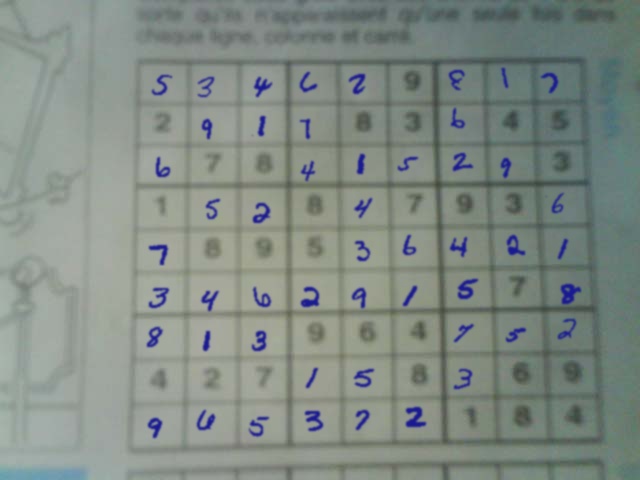 sorte qu'ils n'apparaissent qu'une seule fois dans
chaque ligne, colonne et carré.
5 3 4 6 2 9 8 1 7
2 9 1 7 8 3 6 4 5
6 7 8 4 1 5 2 9 3
1 5 2 8 4 7 9 3 6
7 8 9 5 3 6 4 2 1
3 4 6 2 9 1 5 7 8
8 1 3 9 6 4 7 5 2
4 2 7 1 5 8 3 6 9
9 6 5 3 7 2 1 8 4
Moyen